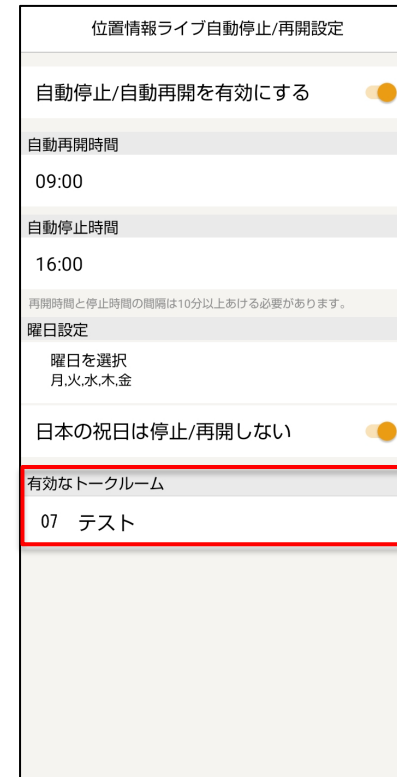 位置情報ライブ自動停止/再開設定
自動停止/自動再開を有効にする
自動再開時間
09:00
自動停止時間
16:00
再開時間と停止時間の間隔は10分以上あける必要があります。
曜日設定
曜日を選択
月,火,水,木,金
日本の祝日は停止/再開しない
有効なトークルーム
07 テスト